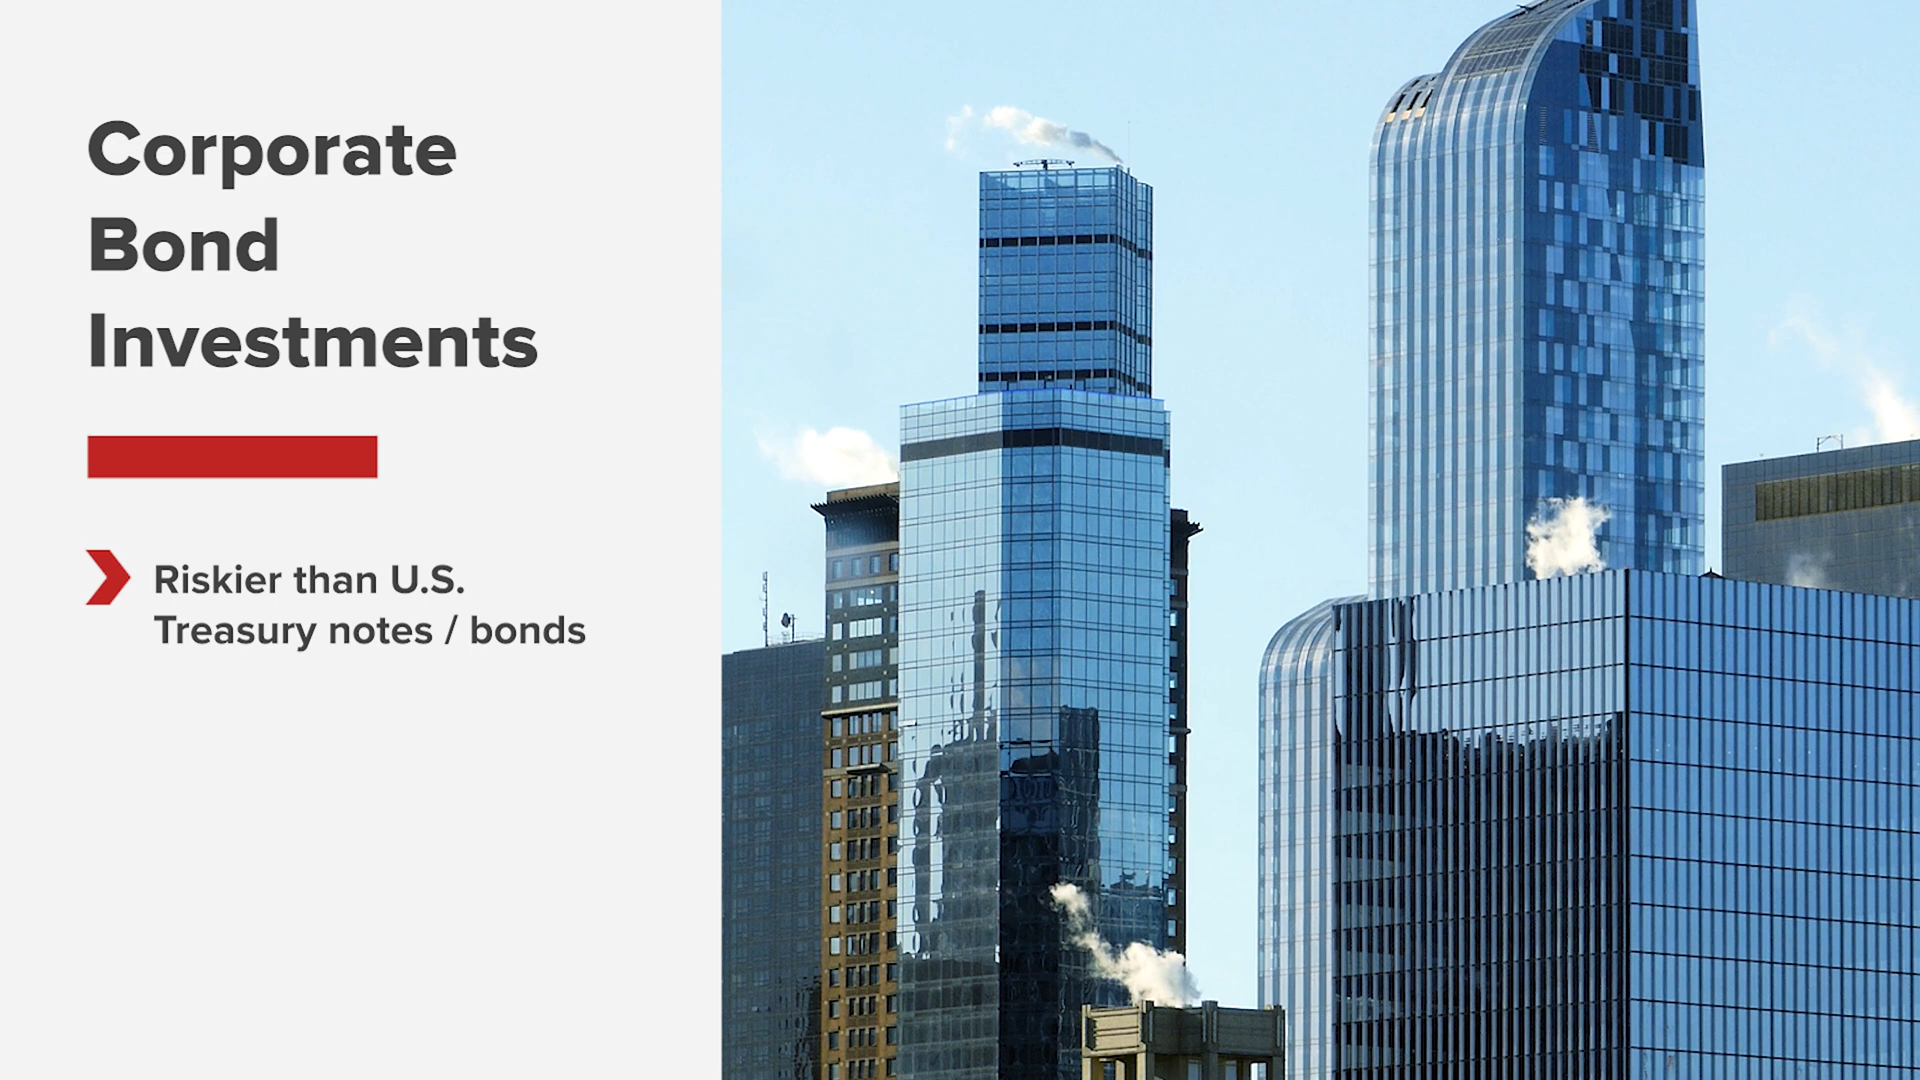 Corporate
Bond
Investments
Riskier than U.S.
Treasury notes / bonds